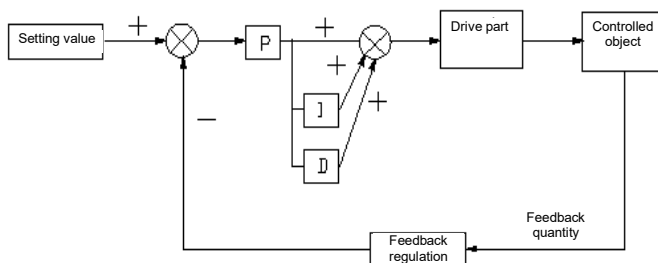 Setting value
+
P
+
+
+
I
D
Drive part
Controlled
object
−
Feedback
quantity
Feedback
regulation